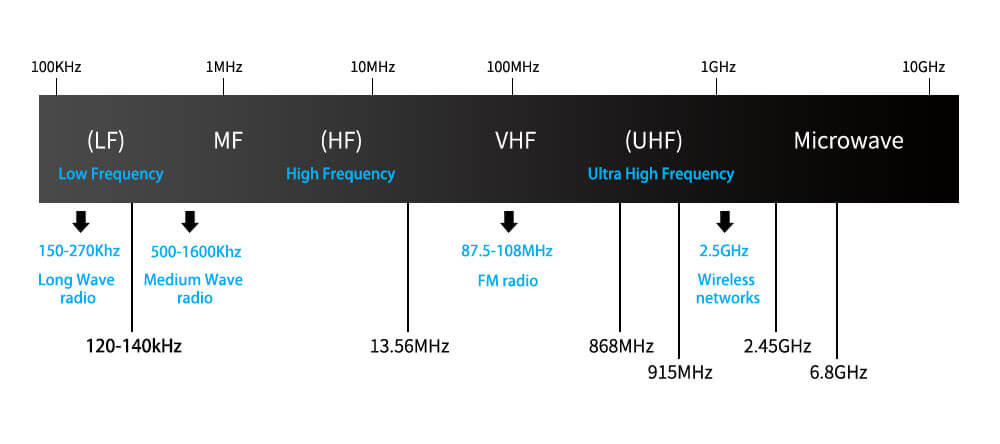 100KHz 1MHz 10MHz 100MHz 1GHz 10GHz
(LF) MF (HF) VHF (UHF) Microwave
Low Frequency High Frequency Ultra High Frequency
150-270Khz 500-1600Khz 87.5-108MHz 2.5GHz
Long Wave Medium Wave FM radio Wireless
radio radio networks
120-140kHz 13.56MHz 868MHz 2.45GHz
915MHz 6.8GHz